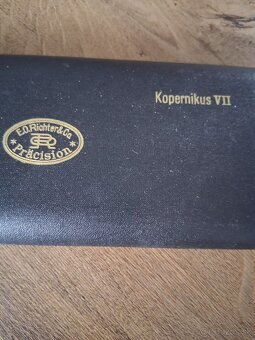 Kopernikus VII
E.O. Richter & Co.
Präcision